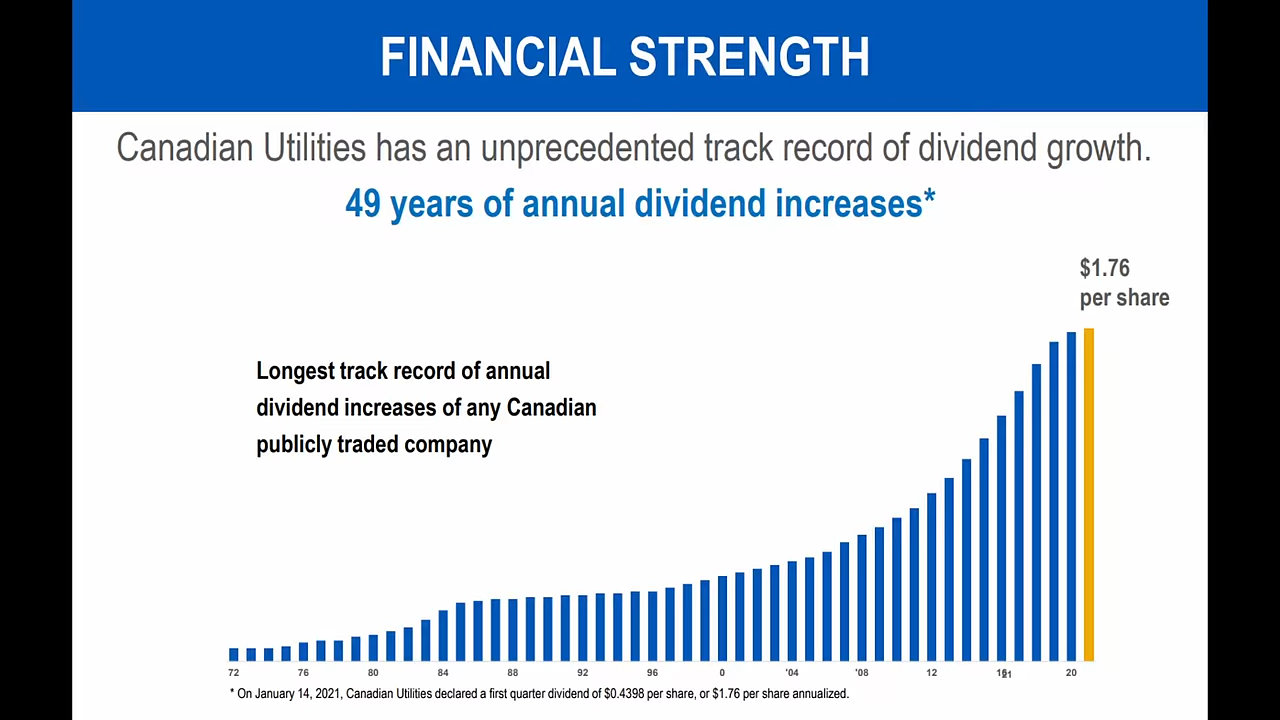 FINANCIAL STRENGTH
Canadian Utilities has an unprecedented track record of dividend growth.
49 years of annual dividend increases*
$1.76
per share
Longest track record of annual
dividend increases of any Canadian
publicly traded company
72 76 80 84 88 92 96 0 '04 '08 12 16 21 20
* On January 14, 2021, Canadian Utilities declared a first quarter dividend of $0.4398 per share, or $1.76 per share annualized.